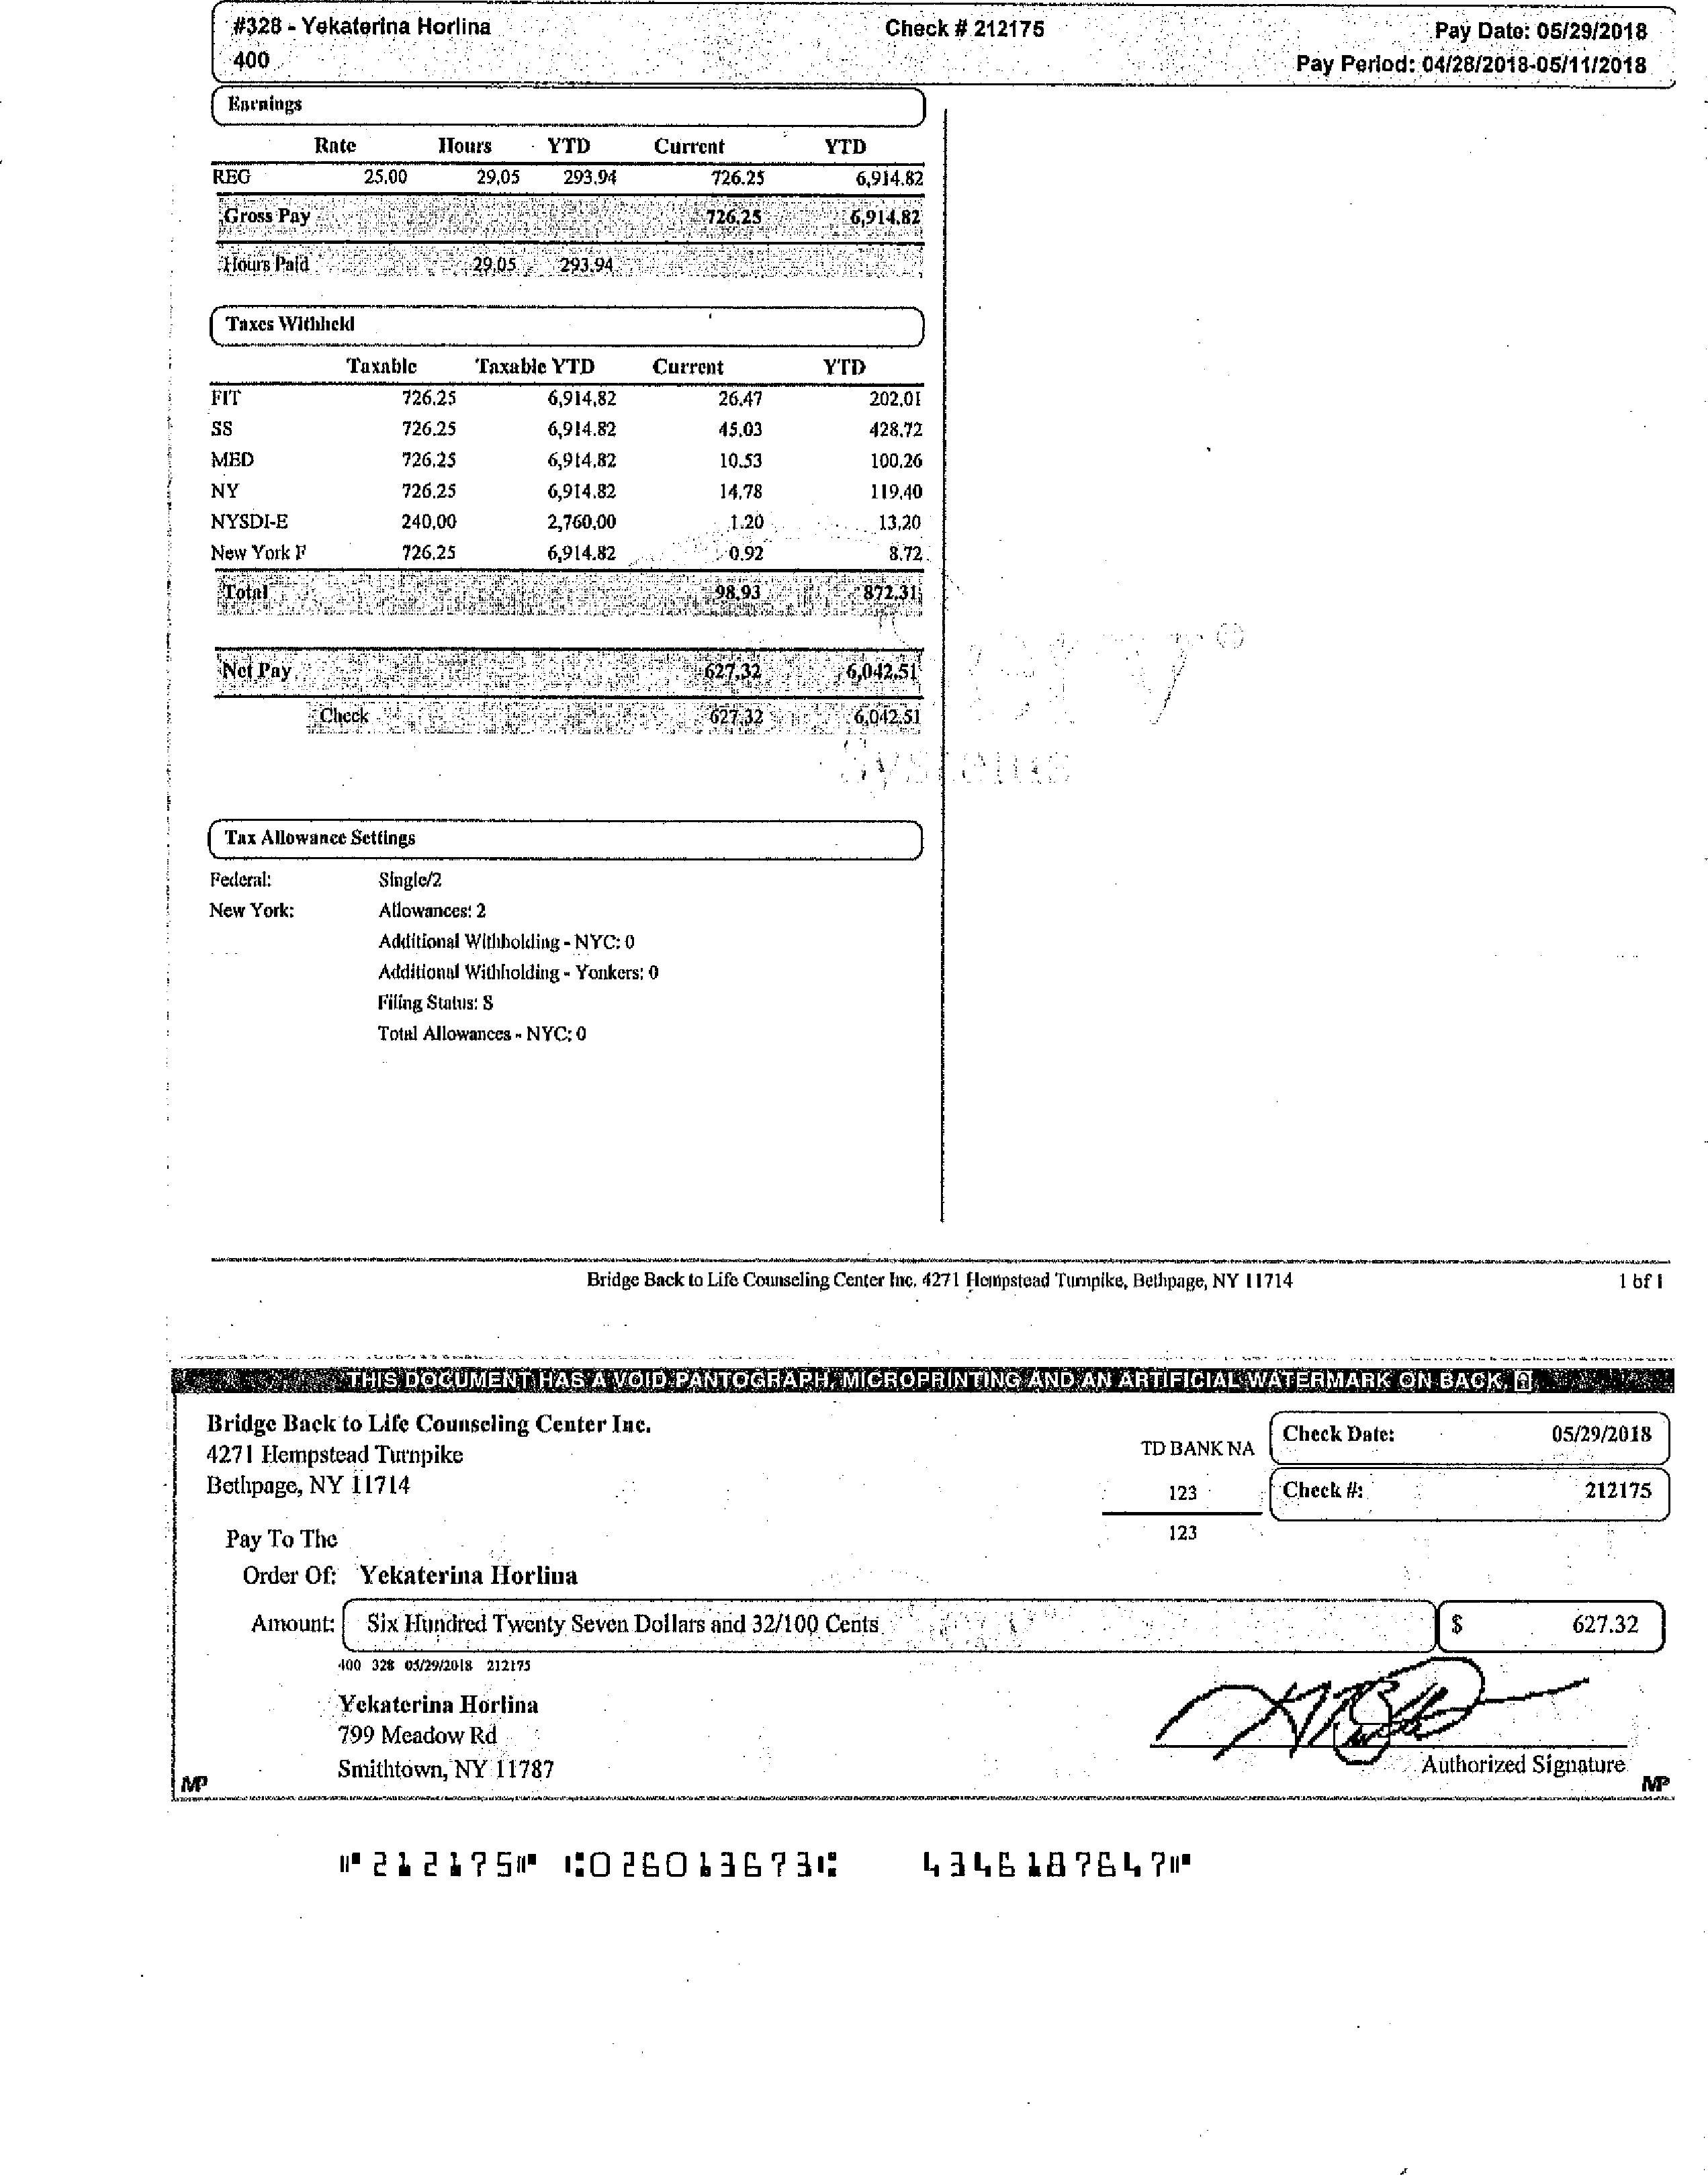 #328 - Yekaterina Horlina Check # 212175 Pay Date: 05/29/2018
400 Pay Period: 04/28/2018-05/11/2018
Earnings
Rate Hours YTD Current YTD
REG 25.00 29.05 293.94 726.25 6,914.82
Gross Pay 726.25 6,914.82
Hours Paid 29.05 293.94
Taxes Withheld
Taxable Taxable YTD Current YTD
FIT 726.25 6,914.82 26.47 202.01
SS 726.25 6,914.82 45.03 428.72
MED 726.25 6,914.82 10.53 100.26
NY 726.25 6,914.82 14.78 119.40
NYSDI-E 240.00 2,760.00 1.20 13.20
New York F 726.25 6,914.82 0.92 8.72
Total 98.93 872.31
Net Pay 627.32 6,042.51
Check 627.32 6,042.51
Systems
Tax Allowance Settings
Federal: Single/2
New York: Allowances: 2
Additional Withholding - NYC: 0
Additional Withholding - Yonkers: 0
Filing Status: S
Total Allowances - NYC: 0
Bridge Back to Life Counseling Center Inc. 4271 Hempstead Turnpike, Bethpage, NY 11714 1 of 1
THIS DOCUMENT HAS A VOID PANTOGRAPH, MICROPRINTING AND AN ARTIFICIAL WATERMARK ON BACK.
Bridge Back to Life Counseling Center Inc.
4271 Hempstead Turnpike
Bethpage, NY 11714
TD BANK NA
123
123
Check Date: 05/29/2018
Check #: 212175
Pay To The
Order Of: Yekaterina Horlina
Amount: Six Hundred Twenty Seven Dollars and 32/100 Cents $ 627.32
400 328 05/29/2018 212175
Yekaterina Horlina
799 Meadow Rd
Smithtown, NY 11787
Authorized Signature
MP MP
⑈212175⑈ ⑆026013673⑆ 4346187647⑈